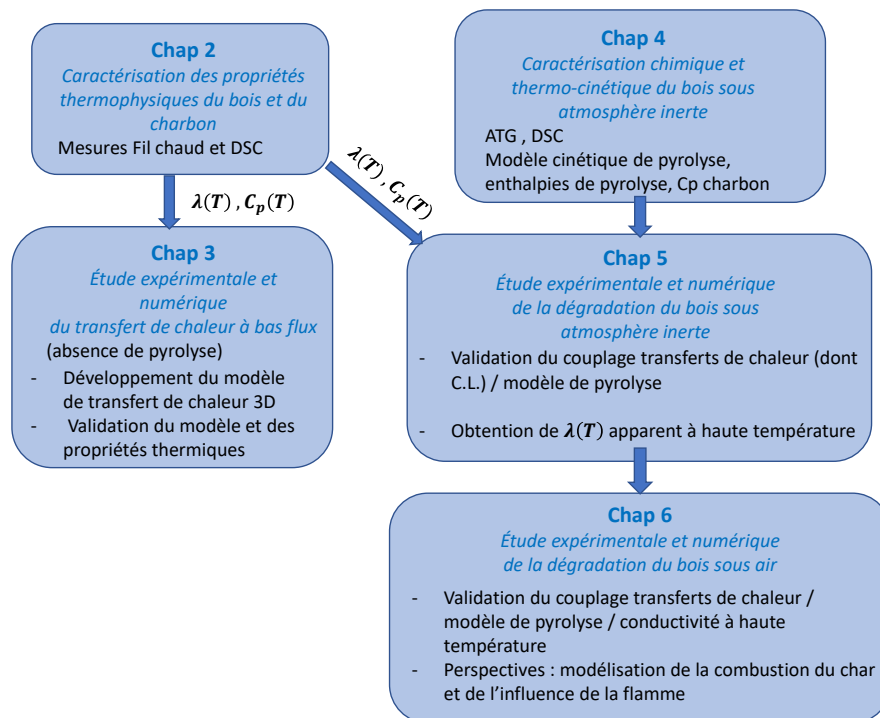 Chap 2
Caractérisation des propriétés
thermophysiques du bois et du
charbon
Mesures Fil chaud et DSC
Chap 4
Caractérisation chimique et
thermo-cinétique du bois sous
atmosphère inerte
ATG , DSC
Modèle cinétique de pyrolyse,
enthalpies de pyrolyse, Cp charbon
λ(T) , Cₚ(T)
λ(T) , Cₚ(T)
Chap 3
Étude expérimentale et
numérique
du transfert de chaleur à bas flux
(absence de pyrolyse)
- Développement du modèle
de transfert de chaleur 3D
- Validation du modèle et des
propriétés thermiques
Chap 5
Étude expérimentale et numérique
de la dégradation du bois sous
atmosphère inerte
- Validation du couplage transferts de chaleur (dont
C.L.) / modèle de pyrolyse
- Obtention de λ(T) apparent à haute température
Chap 6
Étude expérimentale et numérique
de la dégradation du bois sous air
- Validation du couplage transferts de chaleur /
modèle de pyrolyse / conductivité à haute
température
- Perspectives : modélisation de la combustion du char
et de l’influence de la flamme